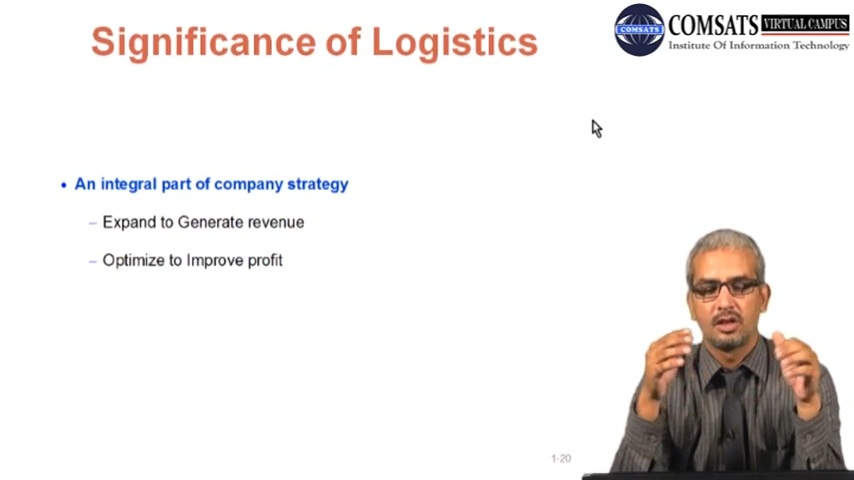 Significance of Logistics
COMSATS
COMSATS VIRTUAL CAMPUS
Institute Of Information Technology
• An integral part of company strategy
– Expand to Generate revenue
– Optimize to Improve profit
1-20